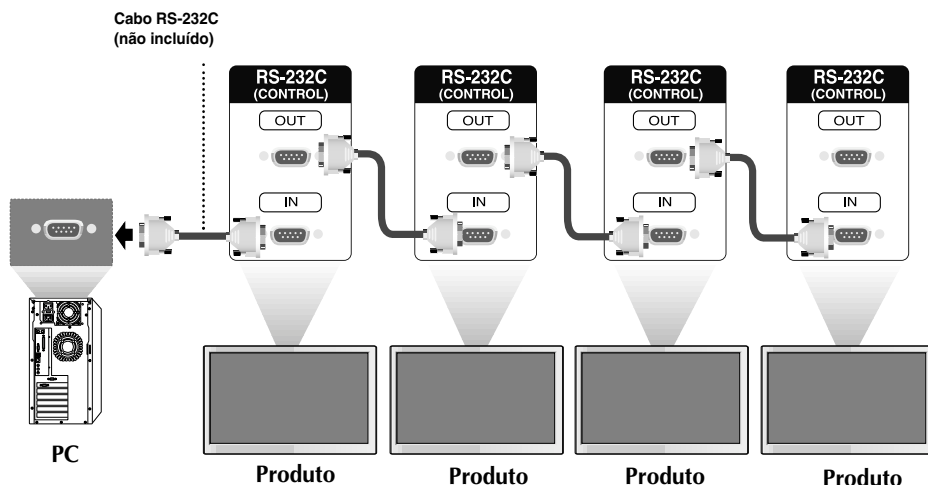 Cabo RS-232C
(não incluído)
RS-232C
(CONTROL)
OUT
IN
RS-232C
(CONTROL)
OUT
IN
RS-232C
(CONTROL)
OUT
IN
RS-232C
(CONTROL)
OUT
IN
PC
Produto
Produto
Produto
Produto